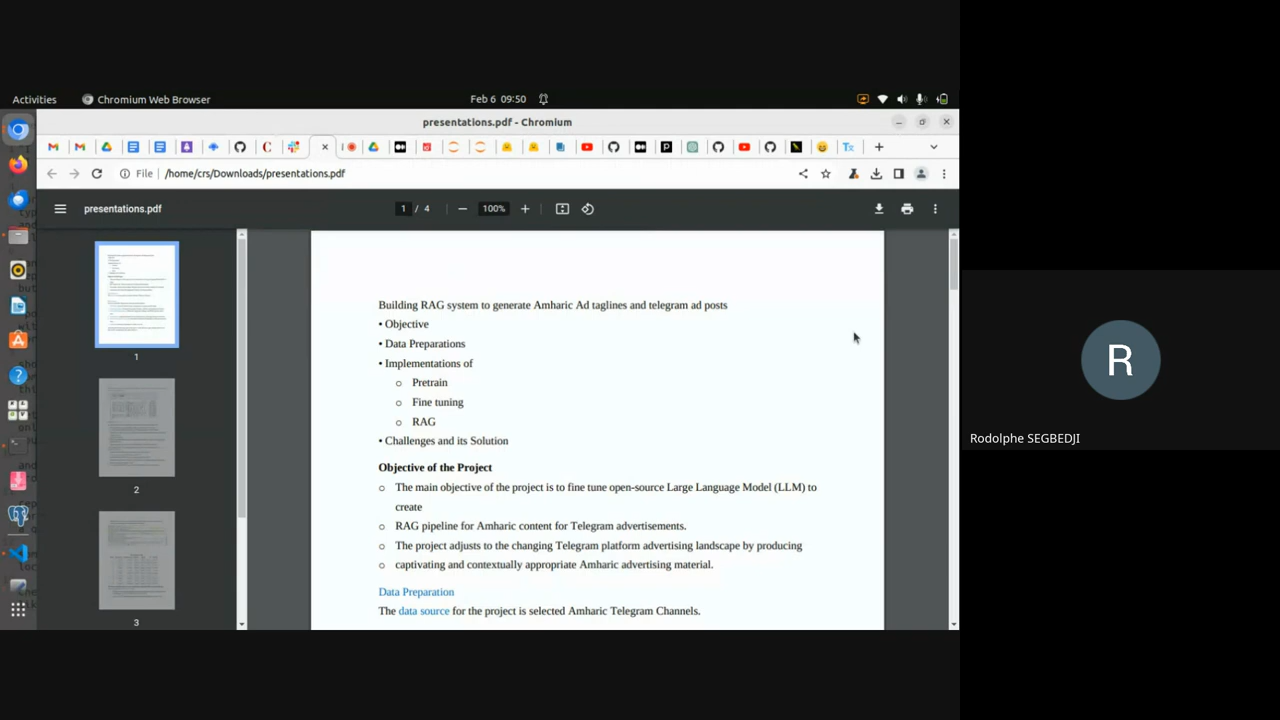 Activities
Chromium Web Browser
Feb 6 09:50
presentations.pdf - Chromium
File
/home/crs/Downloads/presentations.pdf
presentations.pdf
1 / 4
100%
Building RAG system to generate Amharic Ad taglines and telegram ad posts
• Objective
• Data Preparations
• Implementations of
o Pretrain
o Fine tuning
o RAG
• Challenges and its Solution
Objective of the Project
o The main objective of the project is to fine tune open-source Large Language Model (LLM) to
create
o RAG pipeline for Amharic content for Telegram advertisements.
o The project adjusts to the changing Telegram platform advertising landscape by producing
o captivating and contextually appropriate Amharic advertising material.
Data Preparation
The data source for the project is selected Amharic Telegram Channels.
1
2
3
R
Rodolphe SEGBEDJI